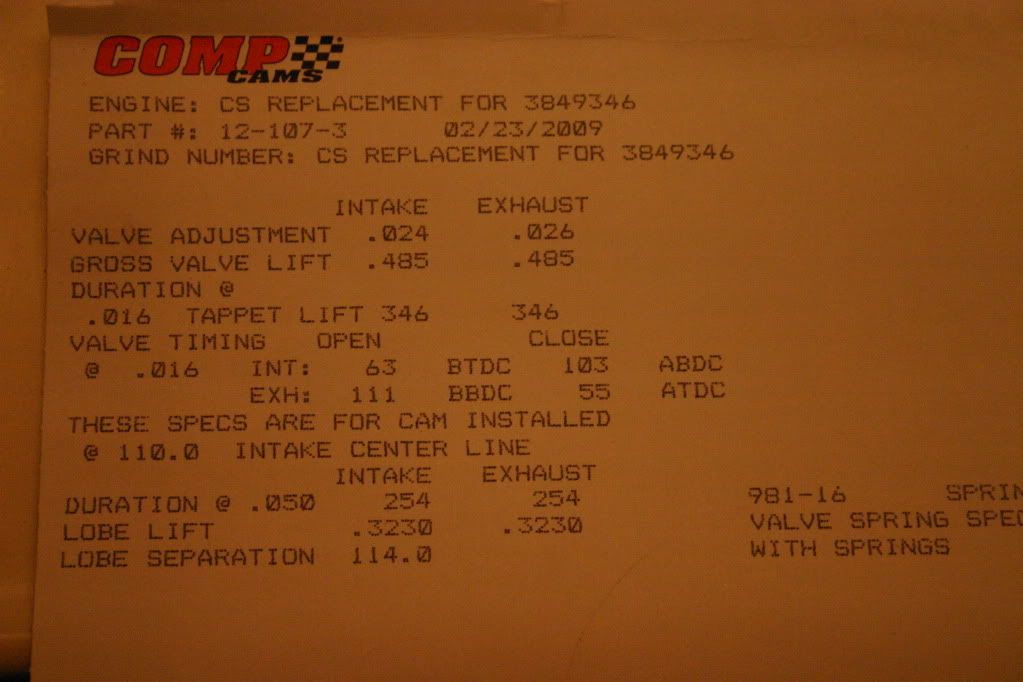 COMP
CAMS
ENGINE: CS REPLACEMENT FOR 3849346
PART #: 12-107-3 02/23/2009
GRIND NUMBER: CS REPLACEMENT FOR 3849346
INTAKE EXHAUST
VALVE ADJUSTMENT .024 .026
GROSS VALVE LIFT .485 .485
DURATION @
.016 TAPPET LIFT 346 346
VALVE TIMING OPEN CLOSE
@ .016 INT: 63 BTDC 103 ABDC
EXH: 111 BBDC 55 ATDC
THESE SPECS ARE FOR CAM INSTALLED
@ 110.0 INTAKE CENTER LINE
INTAKE EXHAUST
DURATION @ .050 254 254 981-16 SPRIN
LOBE LIFT .3230 .3230 VALVE SPRING SPEC
LOBE SEPARATION 114.0 WITH SPRINGS